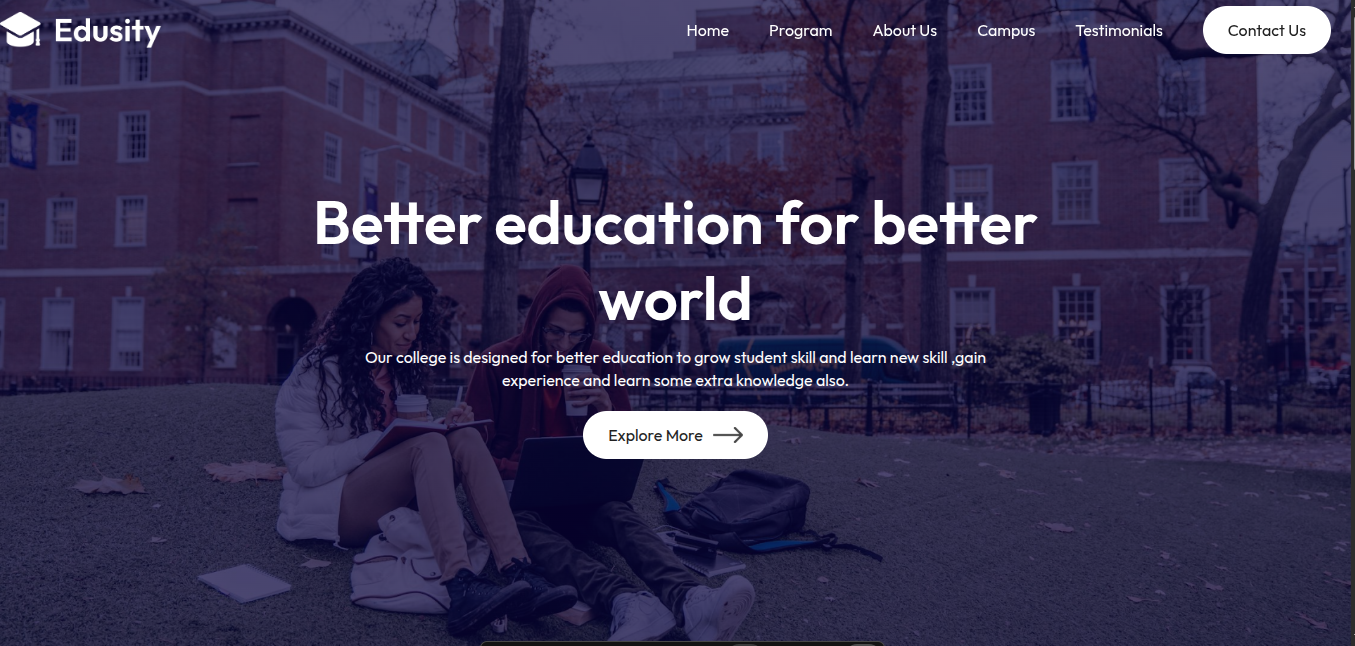 Edusity
Home Program About Us Campus Testimonials Contact Us
Better education for better
world
Our college is designed for better education to grow student skill and learn new skill ,gain
experience and learn some extra knowledge also.
Explore More